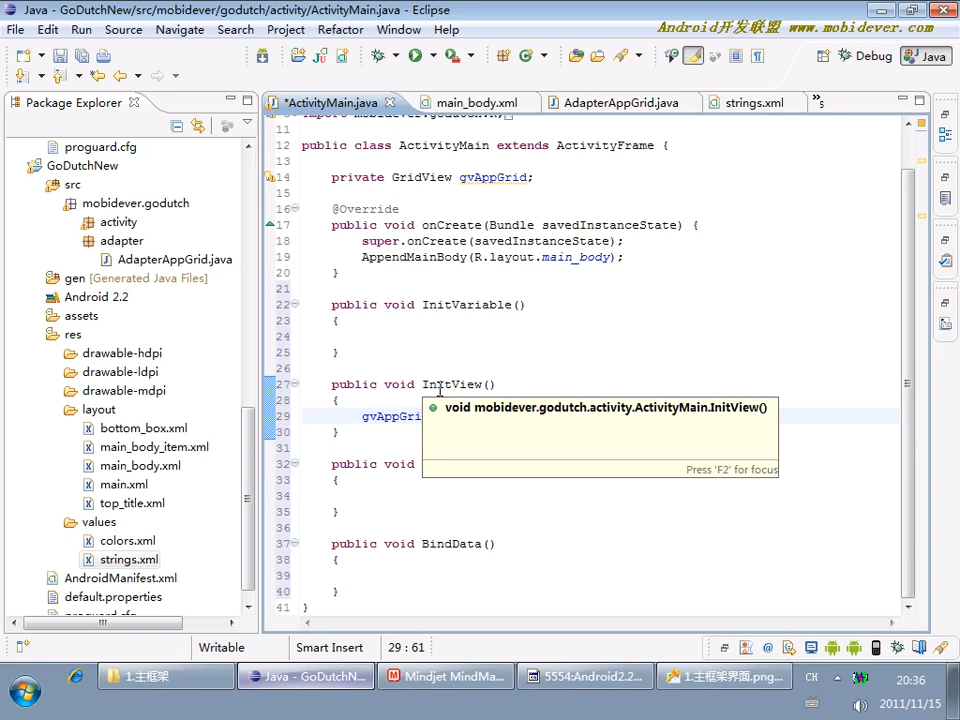 Java - GoDutchNew/src/mobidever/godutch/activity/ActivityMain.java - Eclipse
File Edit Source Refactor Navigate Search Project Refactor Window Help
Android开发联盟 www.mobidever.com
Debug Java
Package Explorer
*ActivityMain.java main_body.xml AdapterAppGrid.java strings.xml »5
proguard.cfg
GoDutchNew
src
mobidever.godutch
activity
adapter
AdapterAppGrid.java
gen [Generated Java Files]
Android 2.2
assets
res
drawable-hdpi
drawable-ldpi
drawable-mdpi
layout
bottom_box.xml
main_body_item.xml
main_body.xml
main.xml
top_title.xml
values
colors.xml
strings.xml
AndroidManifest.xml
default.properties
proguard.cfg
import mobidever.godutch.R;
11
12 public class ActivityMain extends ActivityFrame {
13
14 private GridView gvAppGrid;
15
16 @Override
17 public void onCreate(Bundle savedInstanceState) {
18 super.onCreate(savedInstanceState);
19 AppendMainBody(R.layout.main_body);
20 }
21
22 public void InitVariable()
23 {
24
25 }
26
27 public void InitView()
28 {
29 gvAppGri
30 }
31
32 public void
33 {
34
35 }
36
37 public void BindData()
38 {
39
40 }
41 }
void mobidever.godutch.activity.ActivityMain.InitView()
Press 'F2' for focus
Writable Smart Insert 29 : 61
1.主框架 Java - GoDutchN... Mindjet MindMa... 5554:Android2.2... 1.主框架界面.png... CH 20:36
2011/11/15